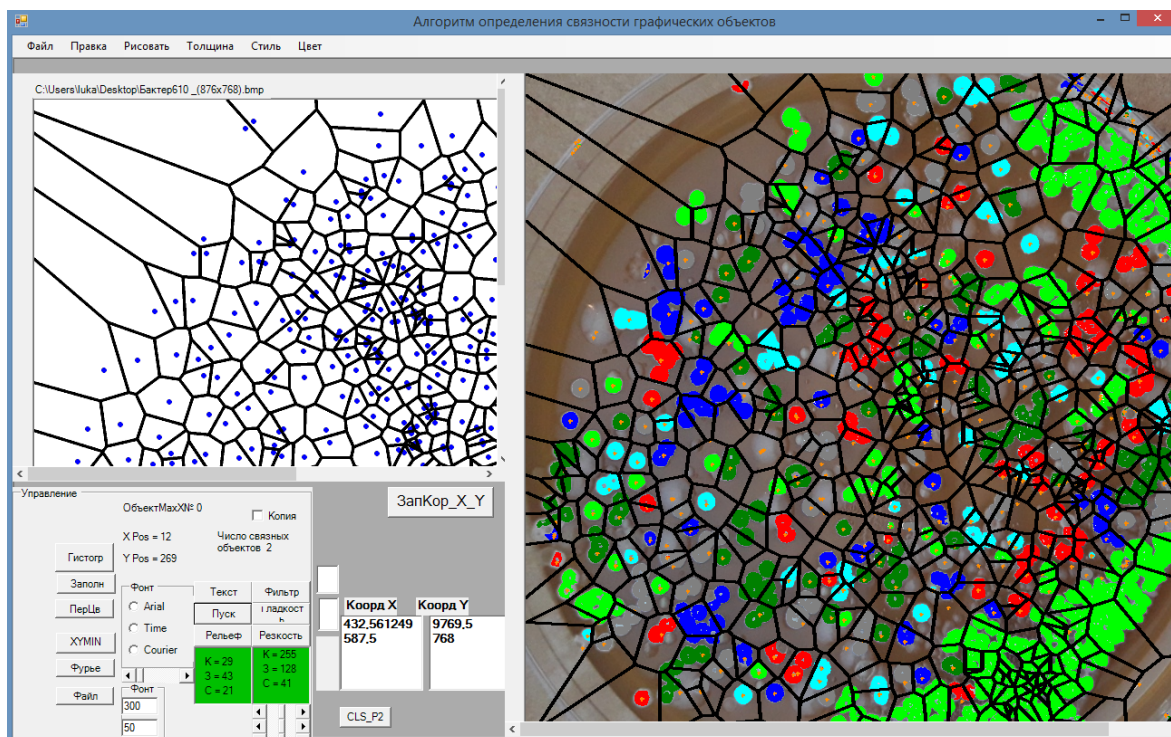 Алгоритм определения связности графических объектов
Файл Правка Рисовать Толщина Стиль Цвет
C:\Users\luka\Desktop\Бактер610 _(876x768).bmp
Управление
ОбъектМахХ№ 0
Копия
ЗапКор_X_Y
X Pos = 12
Y Pos = 269
Число связных
объектов 2
Гистогр
Заполн
ПерЦв
XYMIN
Фурье
Файл
Фонт
Arial
Time
Courier
Фонт
300
50
Текст Фильтр
Пуск
Рельеф Резкость
K = 29
З = 43
С = 21
K = 255
З = 128
С = 41
Коорд X Коорд Y
432,561249 9769,5
587,5 768
CLS_P2